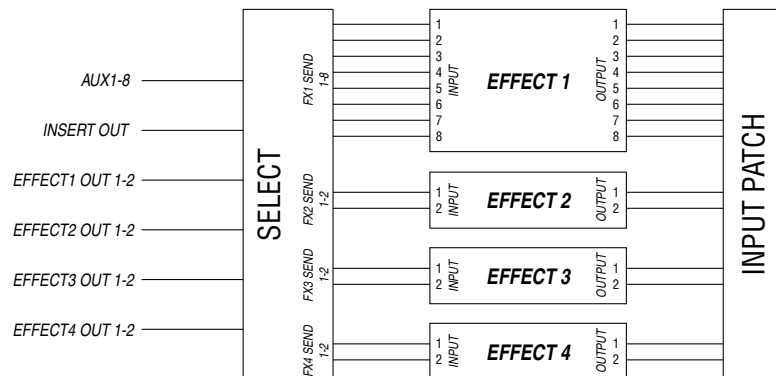 AUX1-8
INSERT OUT
EFFECT1 OUT 1-2
EFFECT2 OUT 1-2
EFFECT3 OUT 1-2
EFFECT4 OUT 1-2
SELECT
FX1 SEND
1-8
FX2 SEND
1-2
FX3 SEND
1-2
FX4 SEND
1-2
1
2
3
4
5
6
7
8
INPUT
EFFECT 1
OUTPUT
1
2
3
4
5
6
7
8
1
2
INPUT
EFFECT 2
OUTPUT
1
2
1
2
INPUT
EFFECT 3
OUTPUT
1
2
1
2
INPUT
EFFECT 4
OUTPUT
1
2
INPUT PATCH